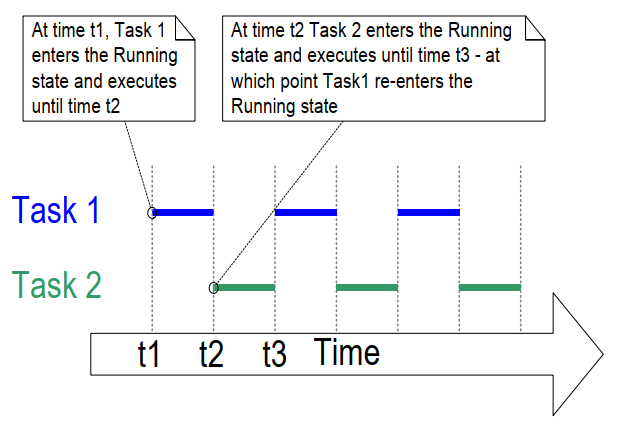 At time t1, Task 1
enters the Running
state and executes
until time t2
At time t2 Task 2 enters the Running
state and executes until time t3 - at
which point Task1 re-enters the
Running state
Task 1
Task 2
t1 t2 t3 Time